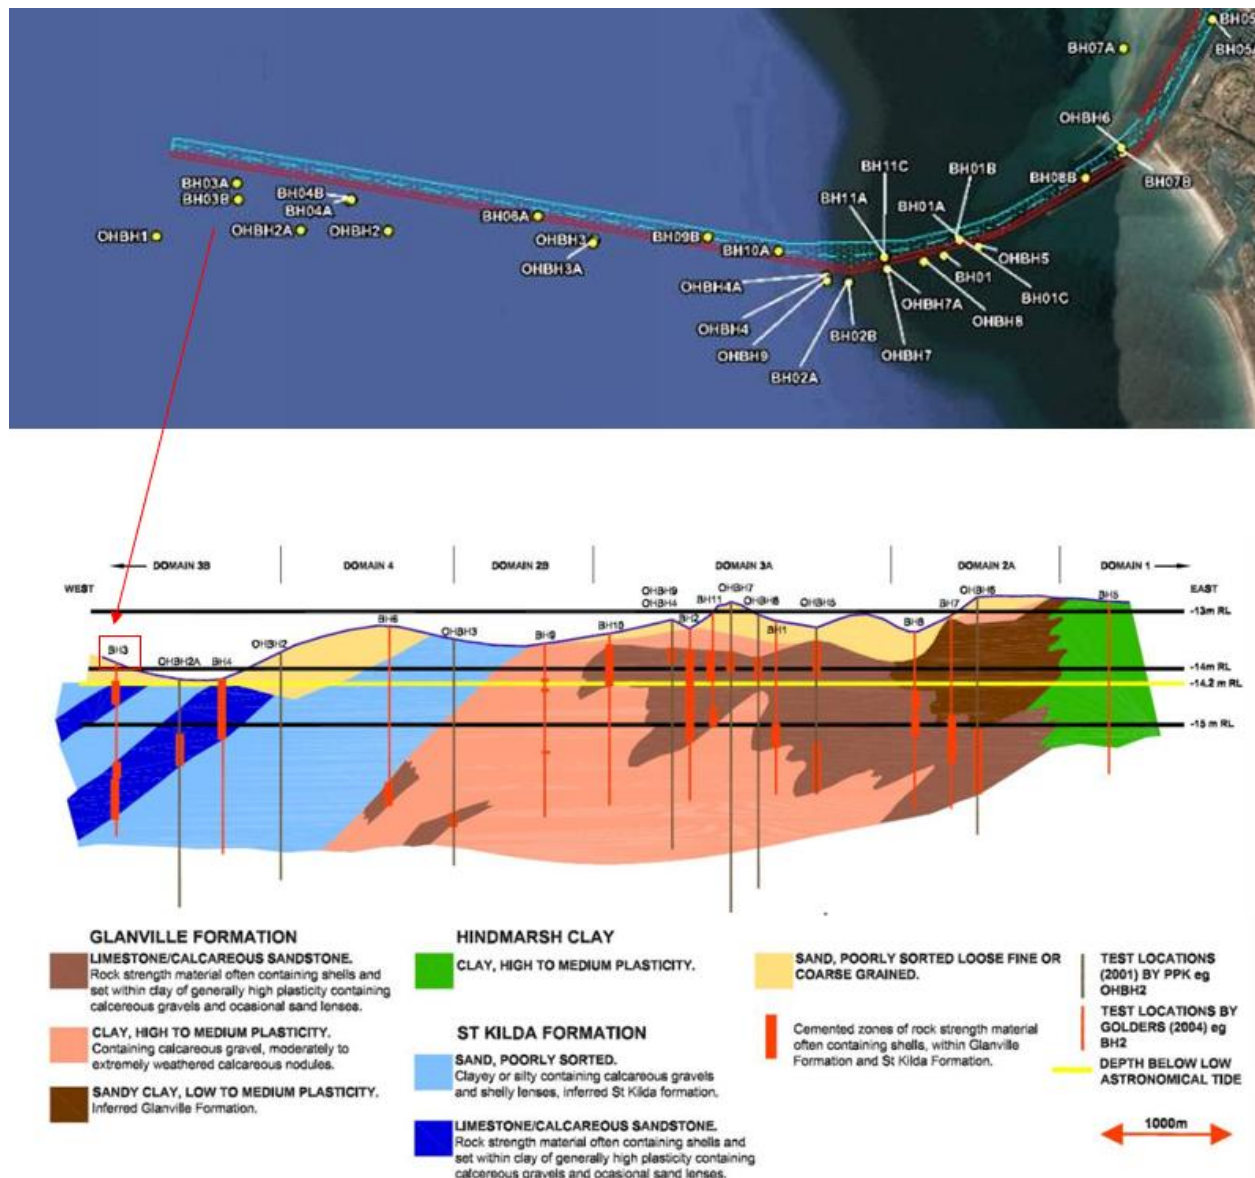 BH05
BH07A
BH05A
OHBH6
BH11C
BH01B
BH08B
BH07B
BH03A
BH04B
BH03B
BH04A
BH11A
BH01A
BH06A
OHBH1
OHBH2A
OHBH2
OHBH3
BH09B
OHBH3A
BH10A
OHBH5
BH01
OHBH4A
OHBH7A
BH01C
OHBH4
BH02B
OHBH8
OHBH9
OHBH7
BH02A
DOMAIN 3B
DOMAIN 4
DOMAIN 2B
DOMAIN 3A
DOMAIN 2A
DOMAIN 1
WEST
EAST
OHBH9
OHBH7
OHBH6
OHBH4
BH11
OHBH8
OHBH5
BH7
BH5
-13m RL
BH6
BH10
BH2
BH1
BH8
BH3
OHBH2
OHBH3
BH9
OHBH2A
BH4
-14m RL
-14.2 m RL
-15 m RL
GLANVILLE FORMATION
LIMESTONE/CALCAREOUS SANDSTONE.
Rock strength material often containing shells and
set within clay of generally high plasticity containing
calcereous gravels and ocasional sand lenses.
CLAY, HIGH TO MEDIUM PLASTICITY.
Containing calcareous gravel, moderately to
extremely weathered calcareous nodules.
SANDY CLAY, LOW TO MEDIUM PLASTICITY.
Inferred Glanville Formation.
HINDMARSH CLAY
CLAY, HIGH TO MEDIUM PLASTICITY.
ST KILDA FORMATION
SAND, POORLY SORTED.
Clayey or silty containing calcareous gravels
and shelly lenses, inferred St Kilda formation.
LIMESTONE/CALCAREOUS SANDSTONE.
Rock strength material often containing shells and
set within clay of generally high plasticity containing
calcereous gravels and ocasional sand lenses.
SAND, POORLY SORTED LOOSE FINE OR
COARSE GRAINED.
Cemented zones of rock strength material
often containing shells, within Glanville
Formation and St Kilda Formation.
TEST LOCATIONS
(2001) BY PPK eg
OHBH2
TEST LOCATIONS BY
GOLDERS (2004) eg
BH2
DEPTH BELOW LOW
ASTRONOMICAL TIDE
1000m